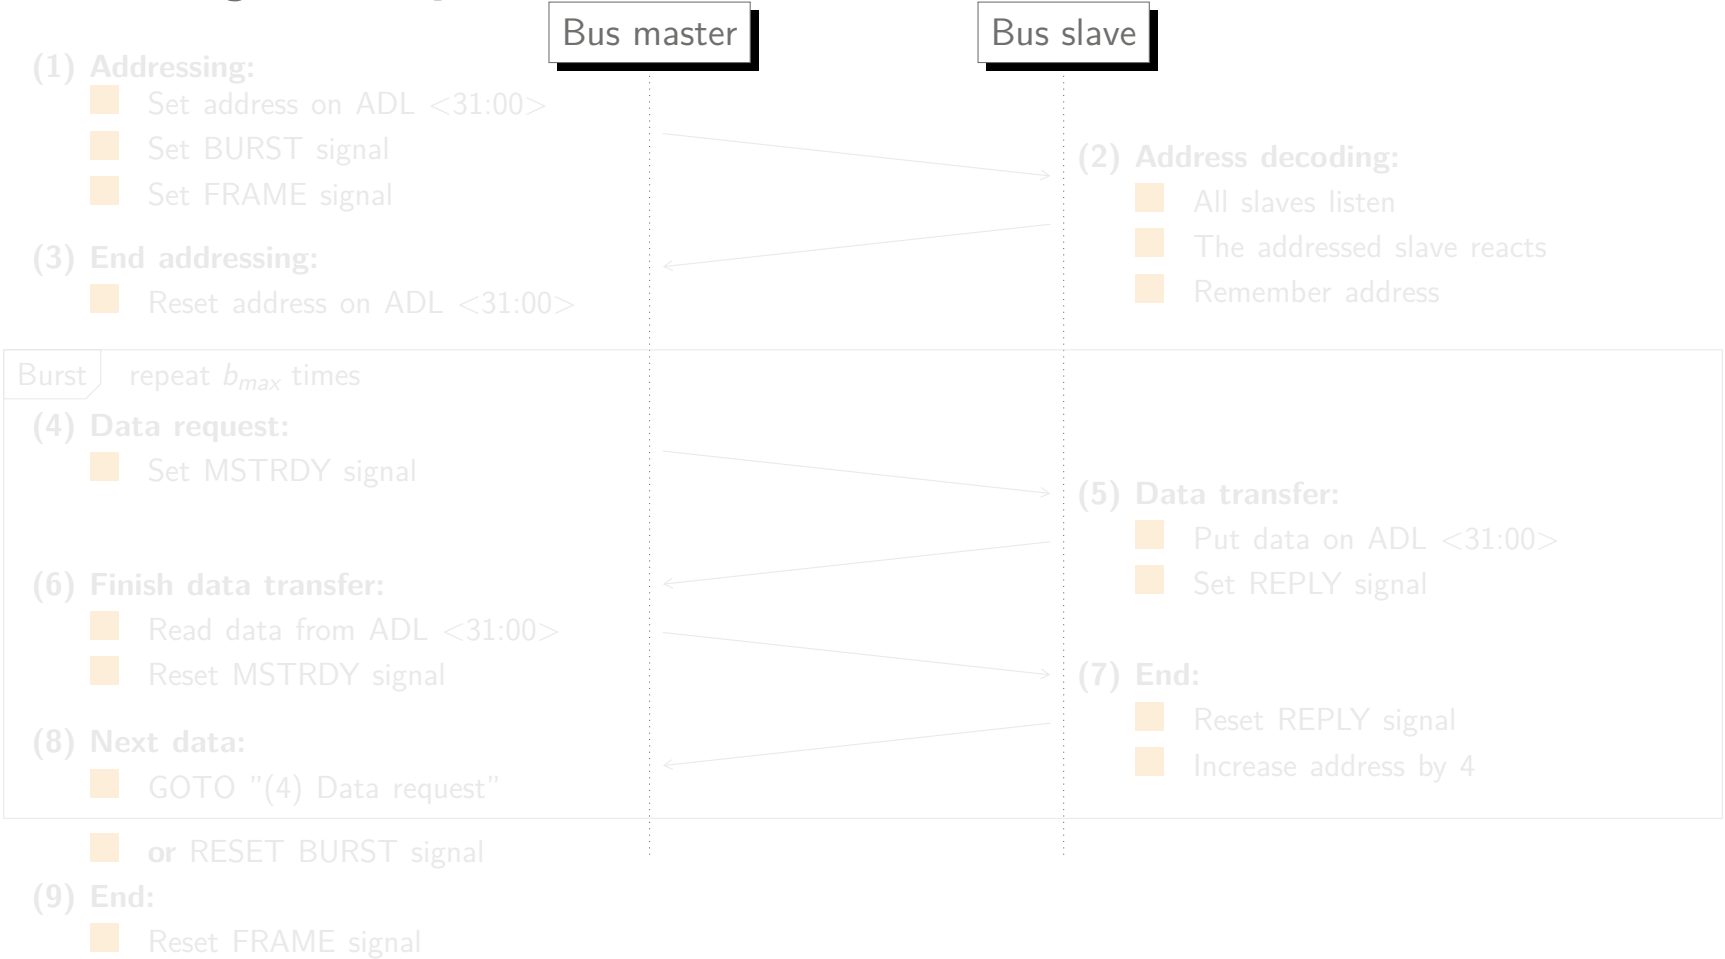 Bus master
Bus slave
(1) Addressing:
Set address on ADL <31:00>
Set BURST signal
Set FRAME signal
(2) Address decoding:
All slaves listen
The addressed slave reacts
Remember address
(3) End addressing:
Reset address on ADL <31:00>
Burst repeat bmax times
(4) Data request:
Set MSTRDY signal
(5) Data transfer:
Put data on ADL <31:00>
Set REPLY signal
(6) Finish data transfer:
Read data from ADL <31:00>
Reset MSTRDY signal
(7) End:
Reset REPLY signal
Increase address by 4
(8) Next data:
GOTO "(4) Data request"
or RESET BURST signal
(9) End:
Reset FRAME signal